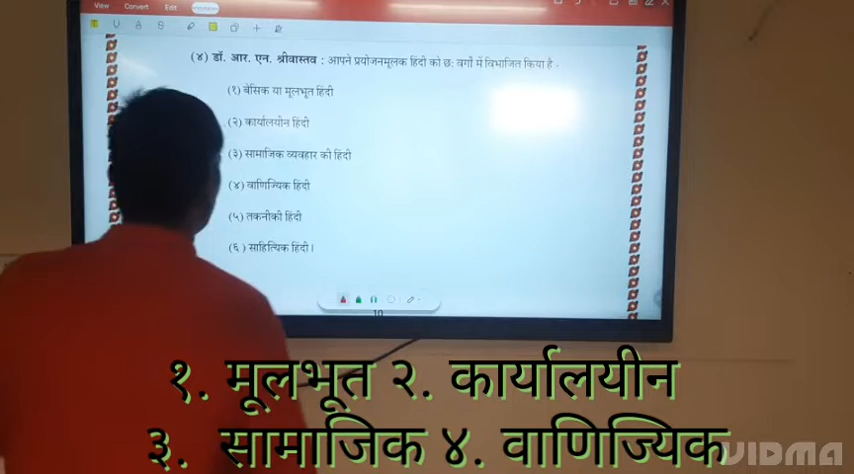 View Convert Edit
(४) डॉ. आर. एन. श्रीवास्तव : आपने प्रयोजनमूलक हिंदी को छ: वर्गों में विभाजित किया है -
(१) बेसिक या मूलभूत हिंदी
(२) कार्यालयीन हिंदी
(३) सामाजिक व्यवहार की हिंदी
(४) वाणिज्यिक हिंदी
(५) तकनीकी हिंदी
(६ ) साहित्यिक हिंदी।
10
१. मूलभूत २. कार्यालयीन
३. सामाजिक ४. वाणिज्यिक
VIDMA